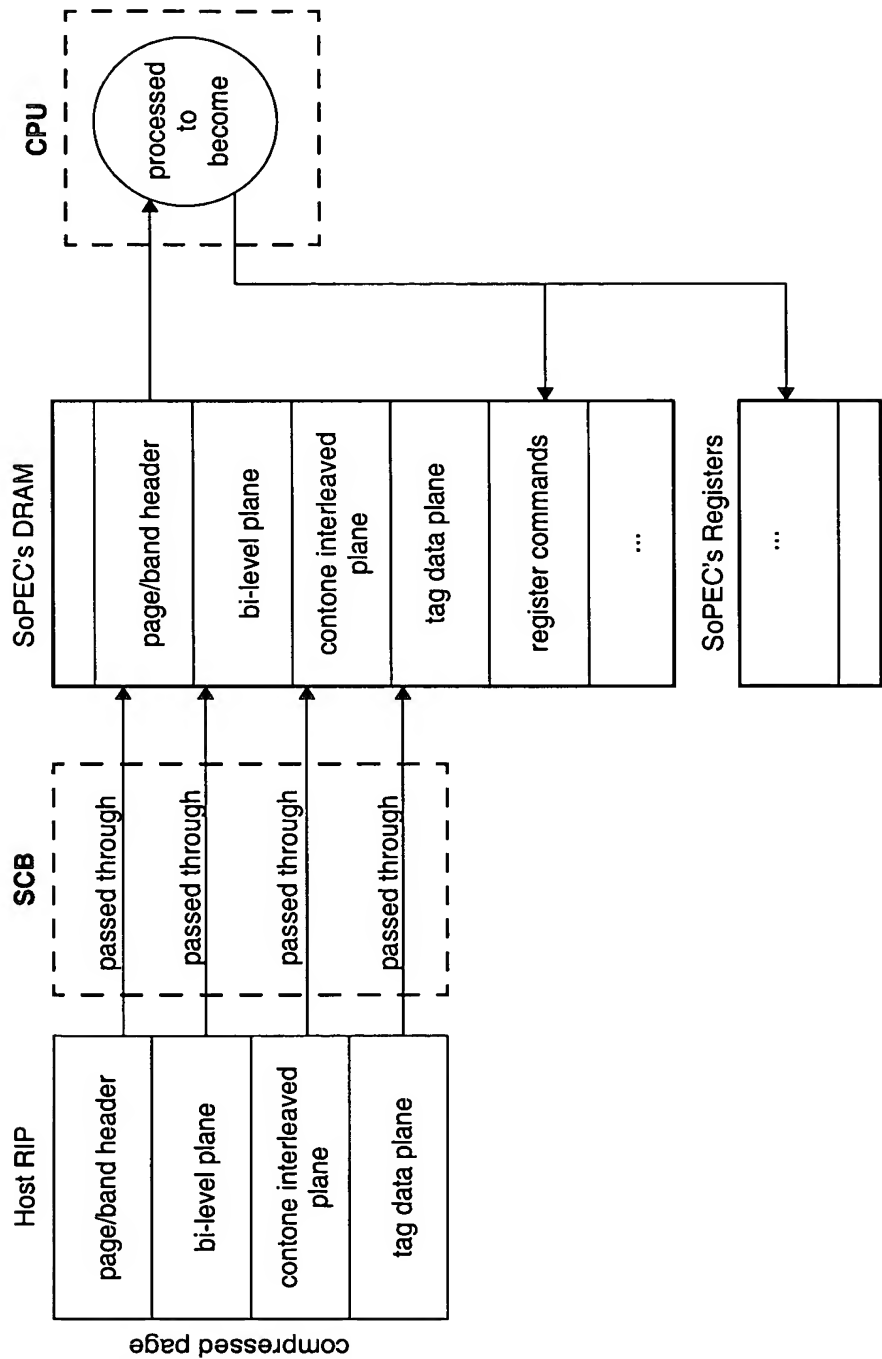 Host RIP
compressed page
page/band header
bi-level plane
contone interleaved
plane
tag data plane
SCB
passed through
passed through
passed through
passed through
SoPEC's DRAM
page/band header
bi-level plane
contone interleaved
plane
tag data plane
register commands
...
CPU
processed
to
become
SoPEC's Registers
...